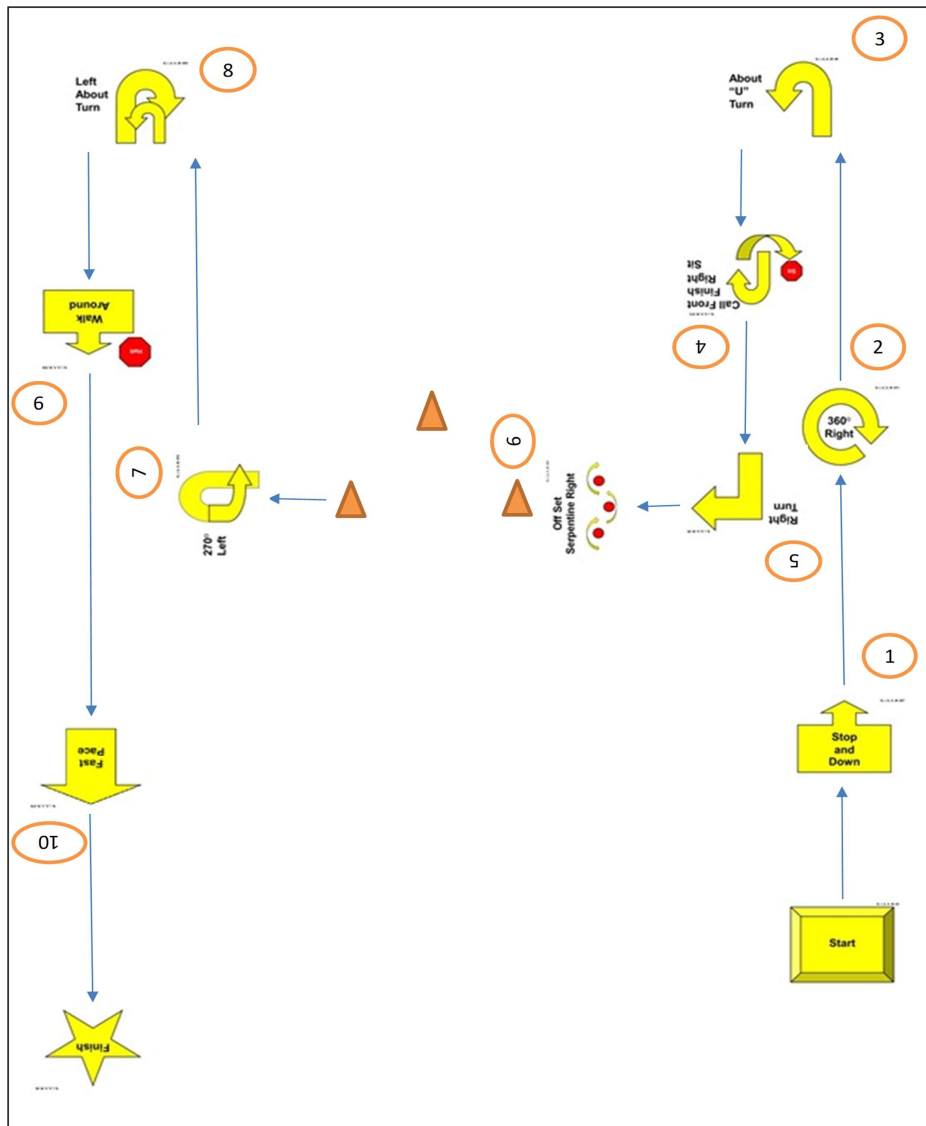 Start
1
Stop
and
Down
2
360°
Right
3
About
"U"
Turn
4
Call Front
Finish
Right
Sit
5
Right
Turn
6
Off Set
Serpentine Right
7
270°
Left
8
Left
About
Turn
9
Walk
Around
Halt
10
Fast
Pace
Finish